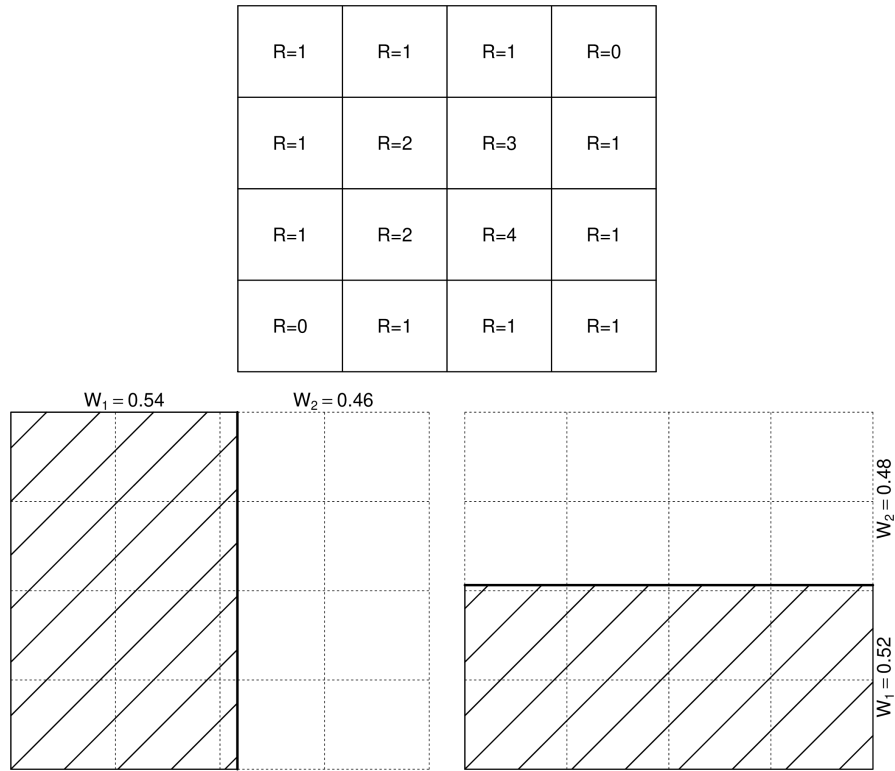 R=1 R=1 R=1 R=0
R=1 R=2 R=3 R=1
R=1 R=2 R=4 R=1
R=0 R=1 R=1 R=1
W₁ = 0.54 W₂ = 0.46
W₂ = 0.48
W₁ = 0.52